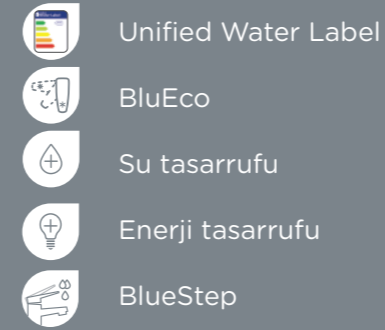 Unified Water Label
BluEco
Su tasarrufu
Enerji tasarrufu
BlueStep